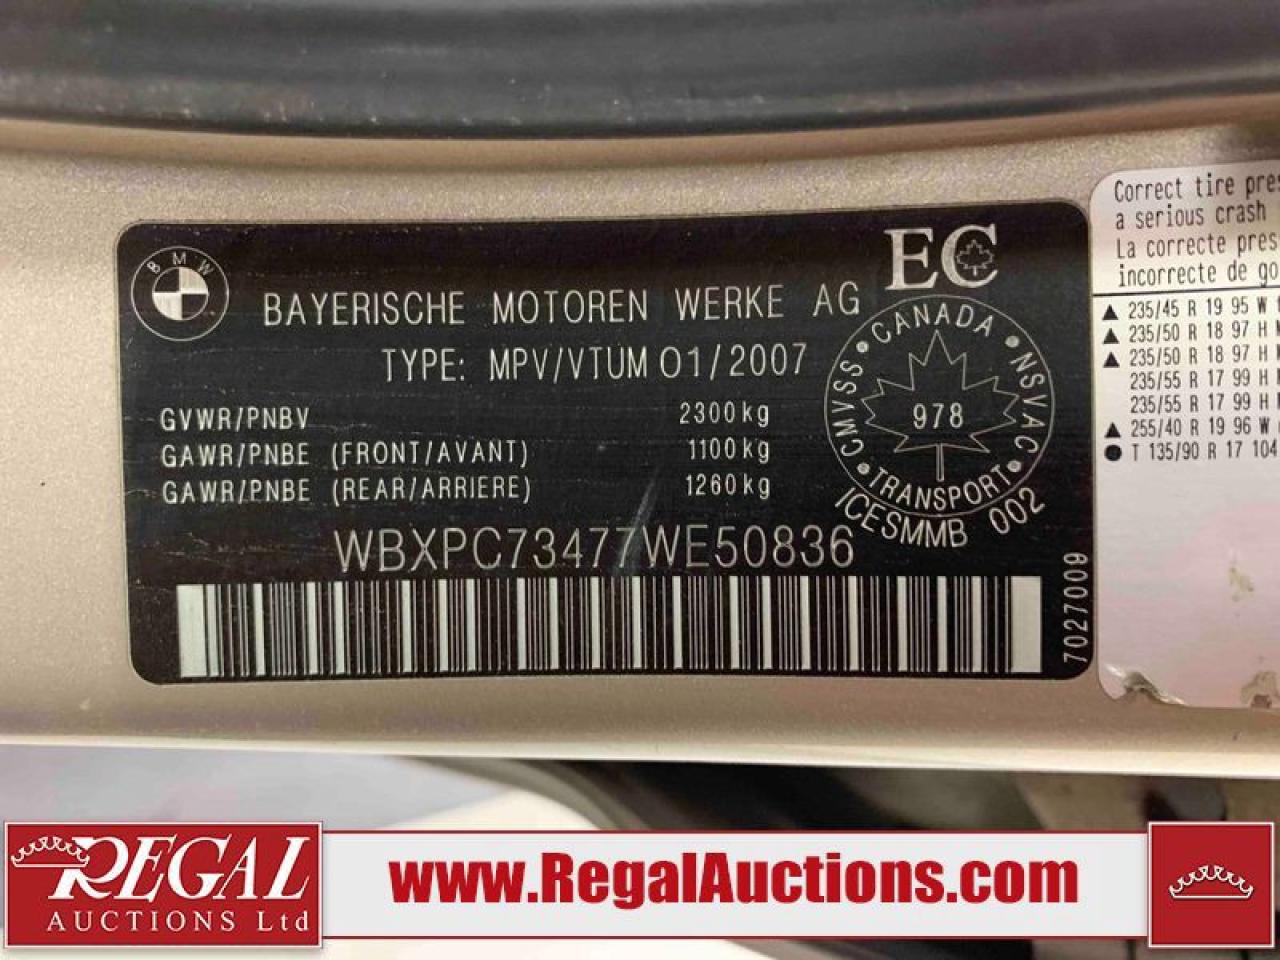 Correct tire pres
a serious crash
La correcte pres
incorrecte de go
▲ 235/45 R 19 95 W
▲ 235/50 R 18 97 H
▲ 235/50 R 18 97 H
235/55 R 17 99 H
235/55 R 17 99 H
▲ 255/40 R 19 96 W
● T 135/90 R 17 104
BMW
BAYERISCHE MOTOREN WERKE AG
EC
TYPE: MPV/VTUM 01/2007
GVWR/PNBV 2300kg
GAWR/PNBE (FRONT/AVANT) 1100kg
GAWR/PNBE (REAR/ARRIERE) 1260kg
CANADA • NSVAC • TRANSPORT • CMVSS •
978
ICESMMB 002
WBXPC73477WE50836
7027009
REGAL
AUCTIONS Ltd
www.RegalAuctions.com